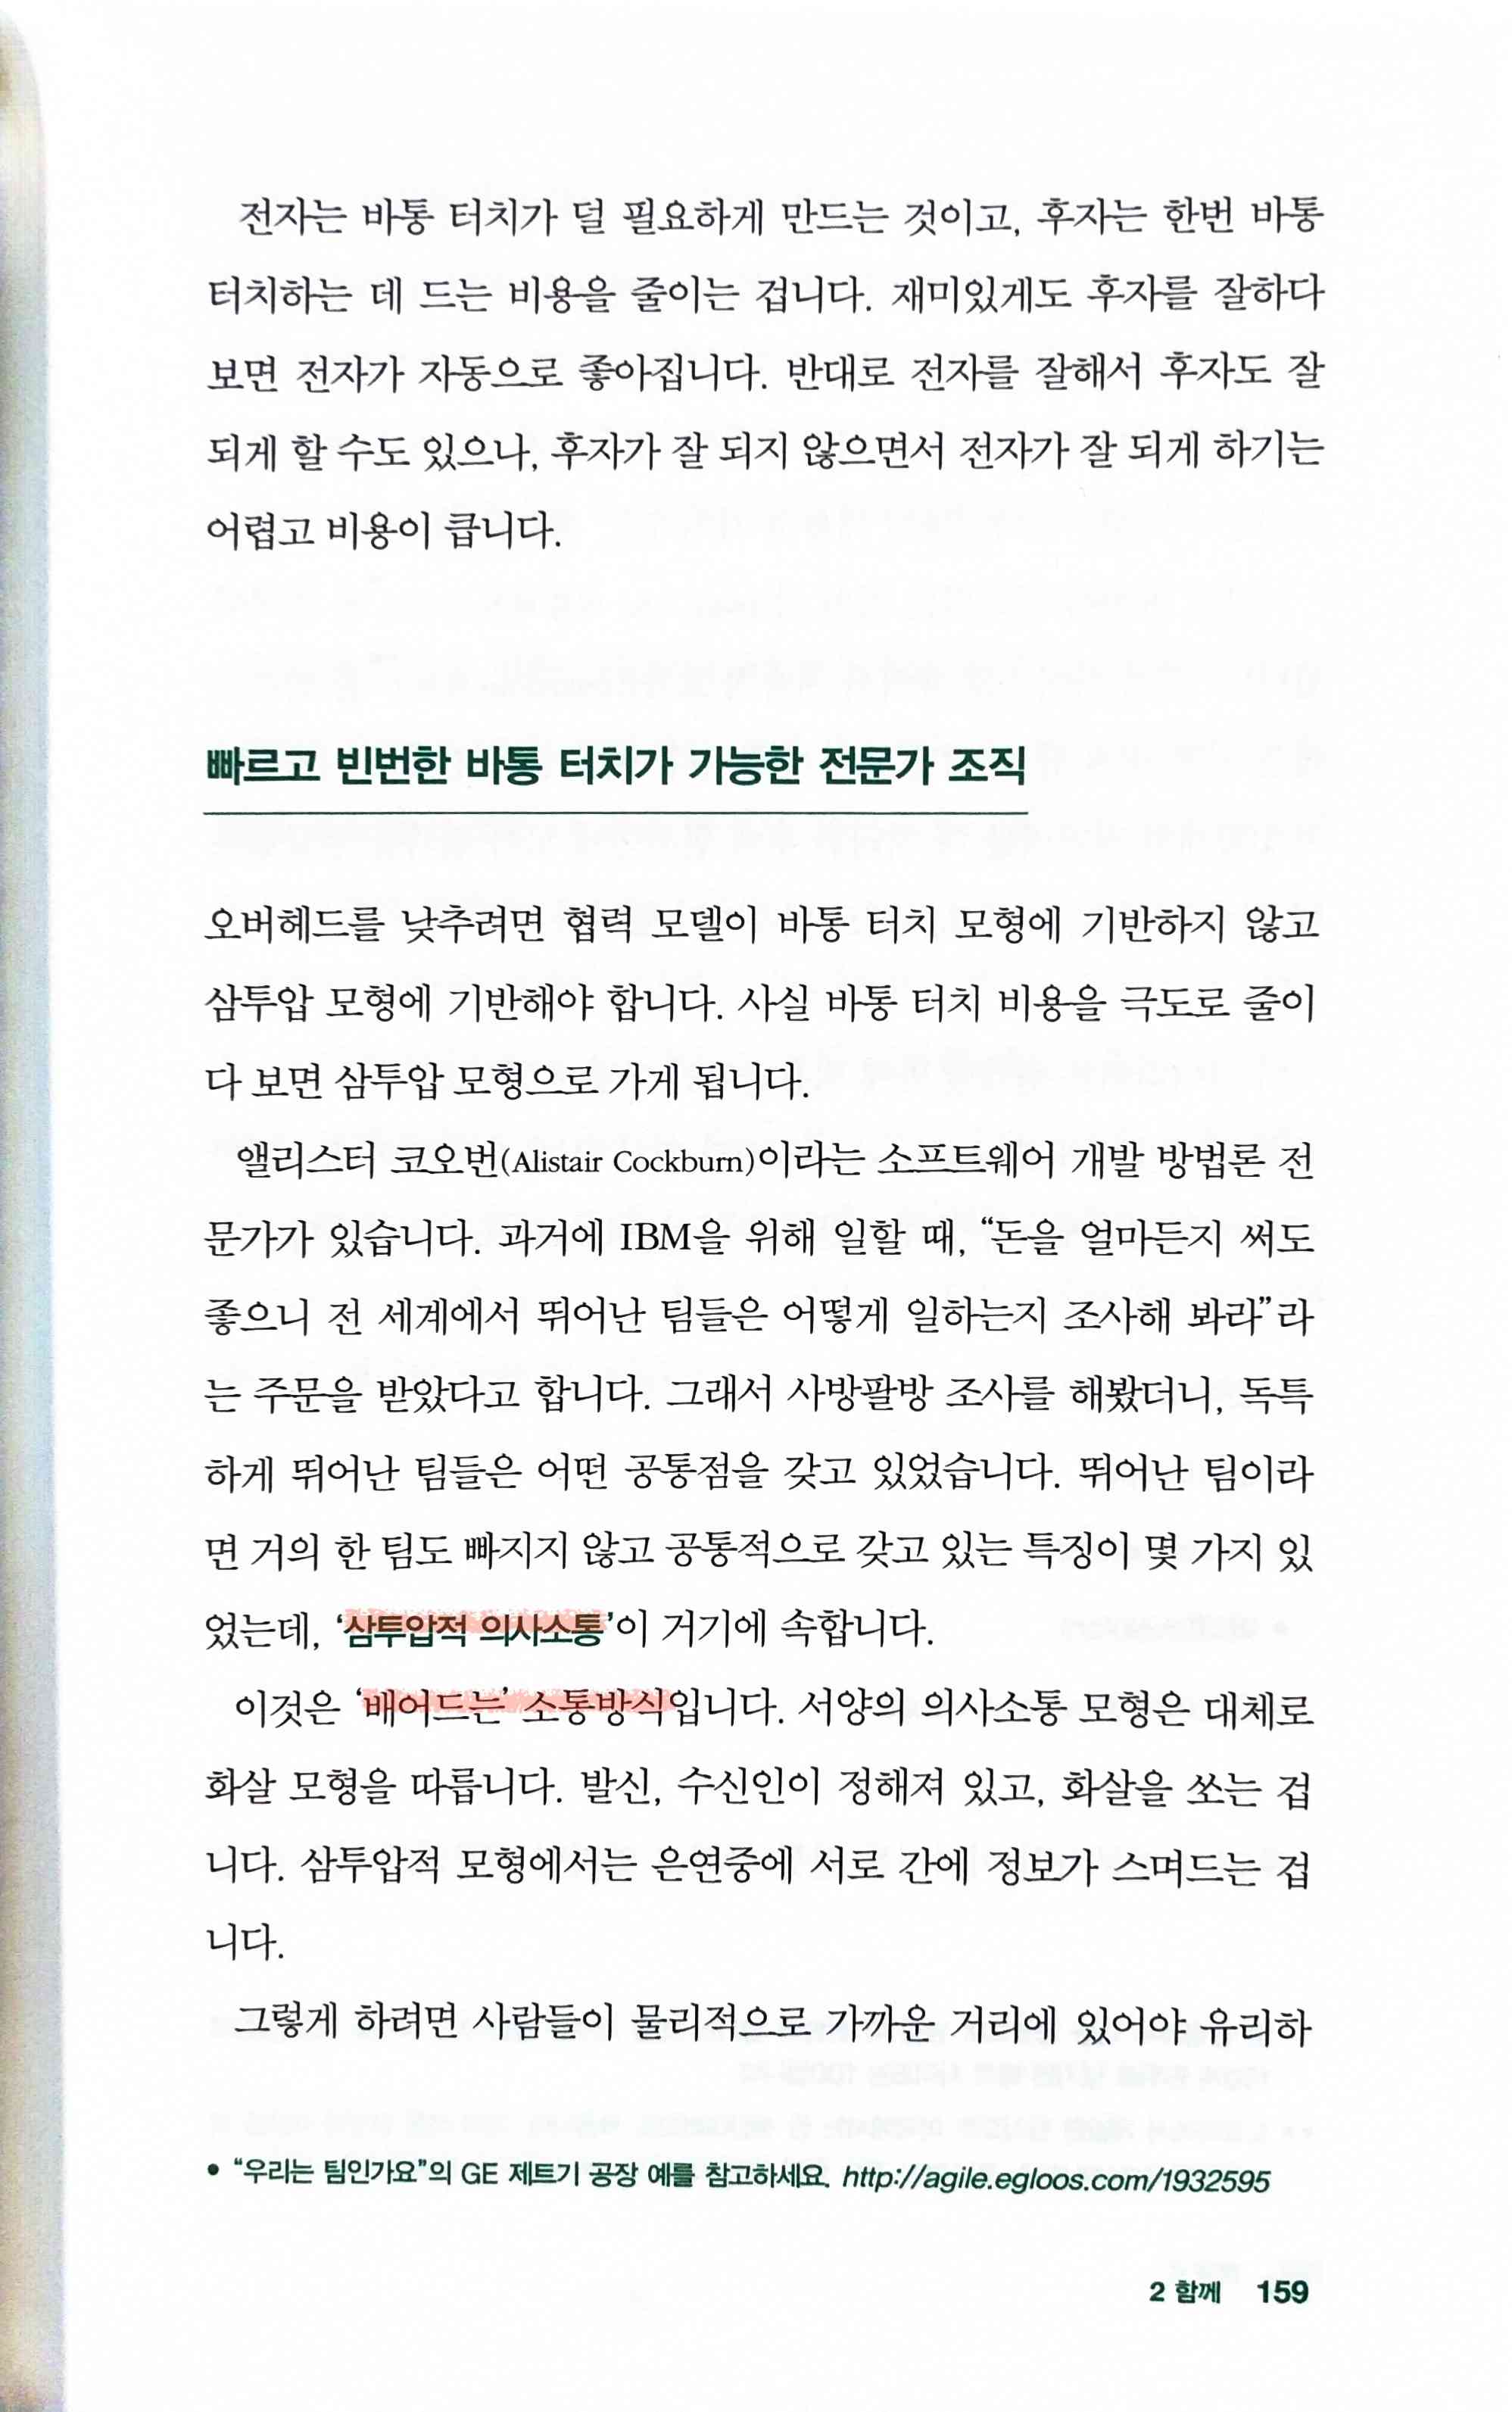 전자는 바통 터치가 덜 필요하게 만드는 것이고, 후자는 한번 바통
터치하는 데 드는 비용을 줄이는 겁니다. 재미있게도 후자를 잘하다
보면 전자가 자동으로 좋아집니다. 반대로 전자를 잘해서 후자도 잘
되게 할 수도 있으나, 후자가 잘 되지 않으면서 전자가 잘 되게 하기는
어렵고 비용이 큽니다.
빠르고 빈번한 바통 터치가 가능한 전문가 조직
오버헤드를 낮추려면 협력 모델이 바통 터치 모형에 기반하지 않고
삼투압 모형에 기반해야 합니다. 사실 바통 터치 비용을 극도로 줄이
다 보면 삼투압 모형으로 가게 됩니다.
앨리스터 코오번(Alistair Cockburn)이라는 소프트웨어 개발 방법론 전
문가가 있습니다. 과거에 IBM을 위해 일할 때, “돈을 얼마든지 써도
좋으니 전 세계에서 뛰어난 팀들은 어떻게 일하는지 조사해 봐라”라
는 주문을 받았다고 합니다. 그래서 사방팔방 조사를 해봤더니, 독특
하게 뛰어난 팀들은 어떤 공통점을 갖고 있었습니다. 뛰어난 팀이라
면 거의 한 팀도 빠지지 않고 공통적으로 갖고 있는 특징이 몇 가지 있
었는데, ‘삼투압적 의사소통’이 거기에 속합니다.
이것은 ‘배어드는’ 소통방식입니다. 서양의 의사소통 모형은 대체로
화살 모형을 따릅니다. 발신, 수신인이 정해져 있고, 화살을 쏘는 겁
니다. 삼투압적 모형에서는 은연중에 서로 간에 정보가 스며드는 겁
니다.
그렇게 하려면 사람들이 물리적으로 가까운 거리에 있어야 유리하
• “우리는 팀인가요”의 GE 제트기 공장 예를 참고하세요. http://agile.egloos.com/1932595
2 함께 159